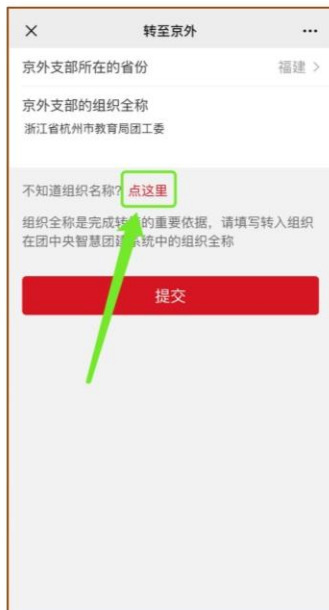 转至京外
京外支部所在的省份 福建
京外支部的组织全称
浙江省杭州市教育局团工委
不知道组织名称? 点这里
组织全称是完成转的重要依据，请填写转入组织
在团中央智慧团建系统中的组织全称
提交